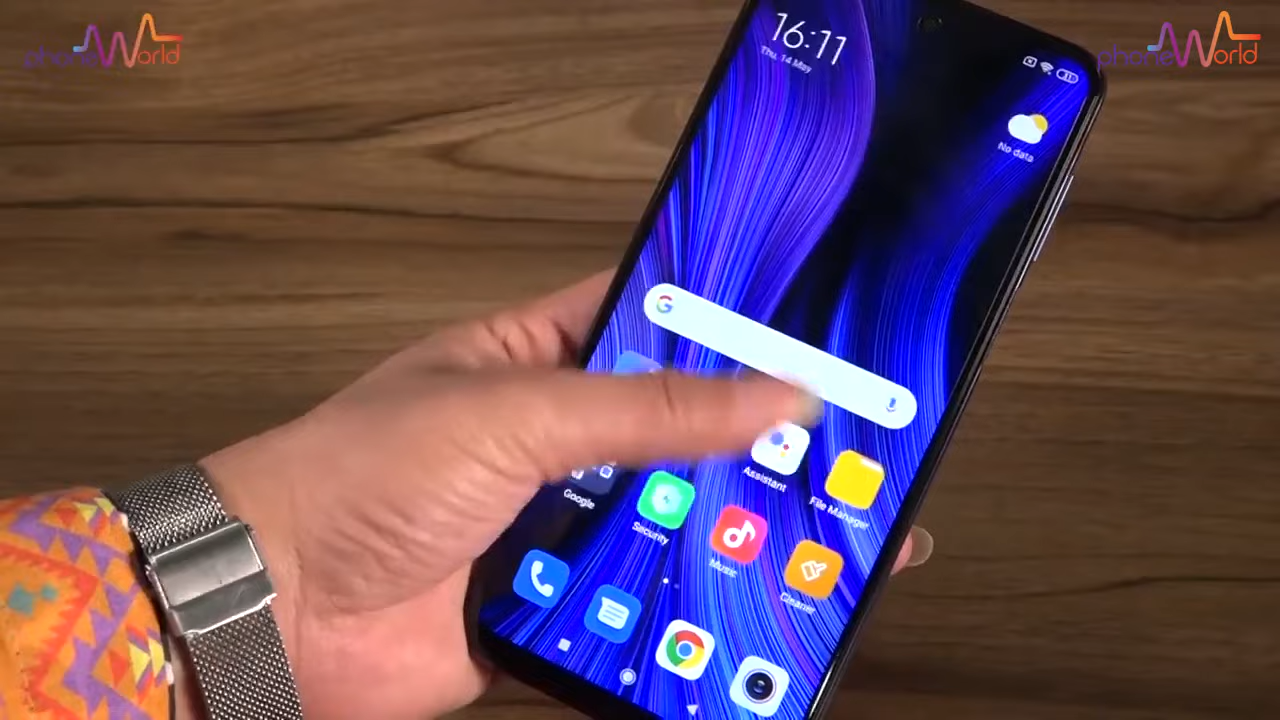 phoneWorld
phoneWorld
16:11
Thu, 14 May
No data
Assistant
File Manager
Google
Security
Music
Cleaner